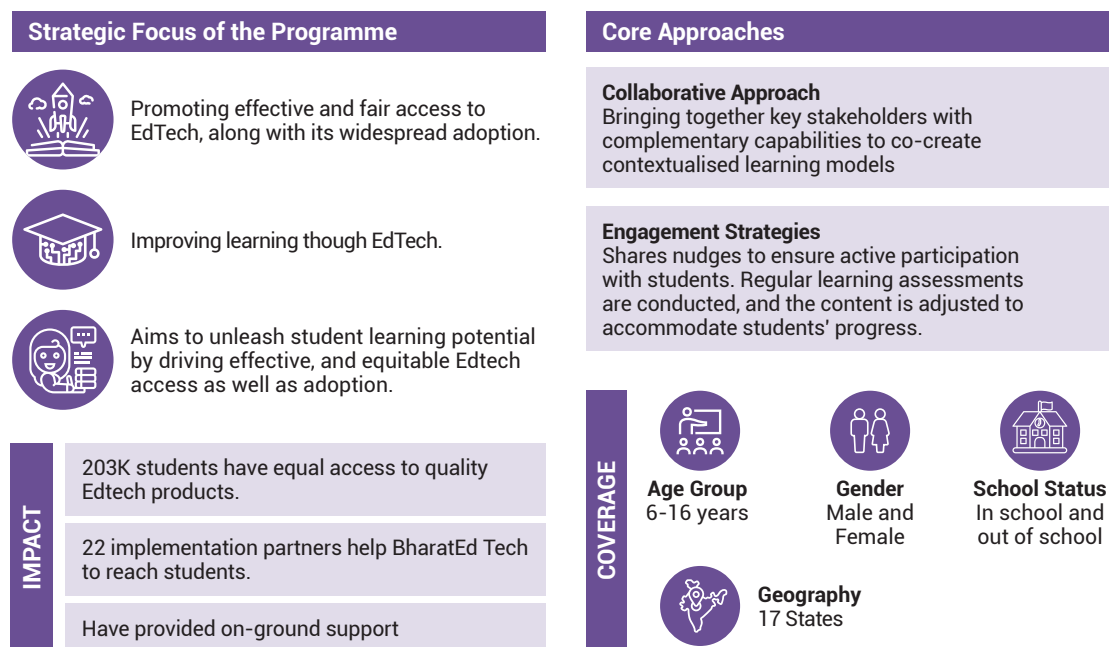 Strategic Focus of the Programme
Promoting effective and fair access to
EdTech, along with its widespread adoption.
Improving learning though EdTech.
Aims to unleash student learning potential
by driving effective, and equitable Edtech
access as well as adoption.
IMPACT
203K students have equal access to quality
Edtech products.
22 implementation partners help BharatEd Tech
to reach students.
Have provided on-ground support
Core Approaches
Collaborative Approach
Bringing together key stakeholders with
complementary capabilities to co-create
contextualised learning models
Engagement Strategies
Shares nudges to ensure active participation
with students. Regular learning assessments
are conducted, and the content is adjusted to
accommodate students' progress.
COVERAGE
Age Group
6-16 years
Gender
Male and
Female
School Status
In school and
out of school
Geography
17 States